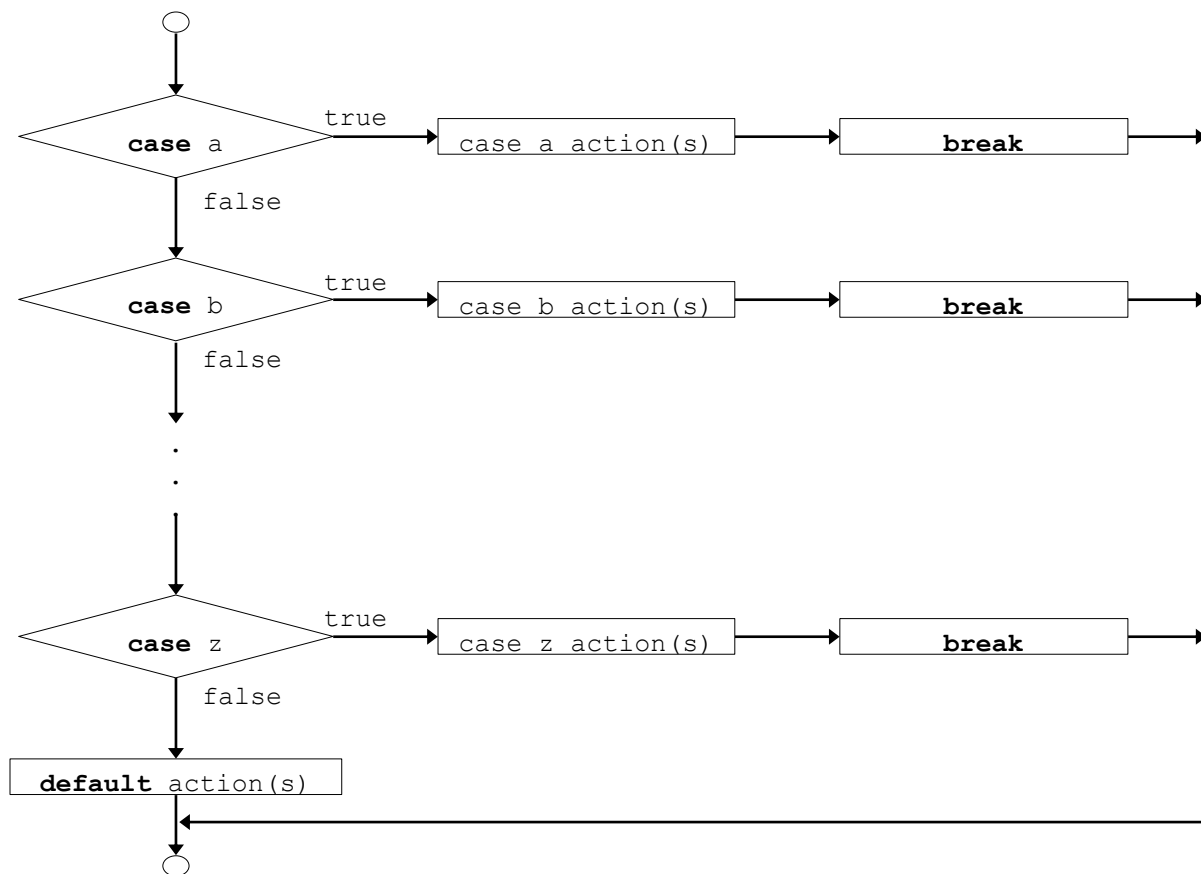 true
case a
case a action(s)
break
false
true
case b
case b action(s)
break
false
.
.
.
true
case z
case z action(s)
break
false
default action(s)